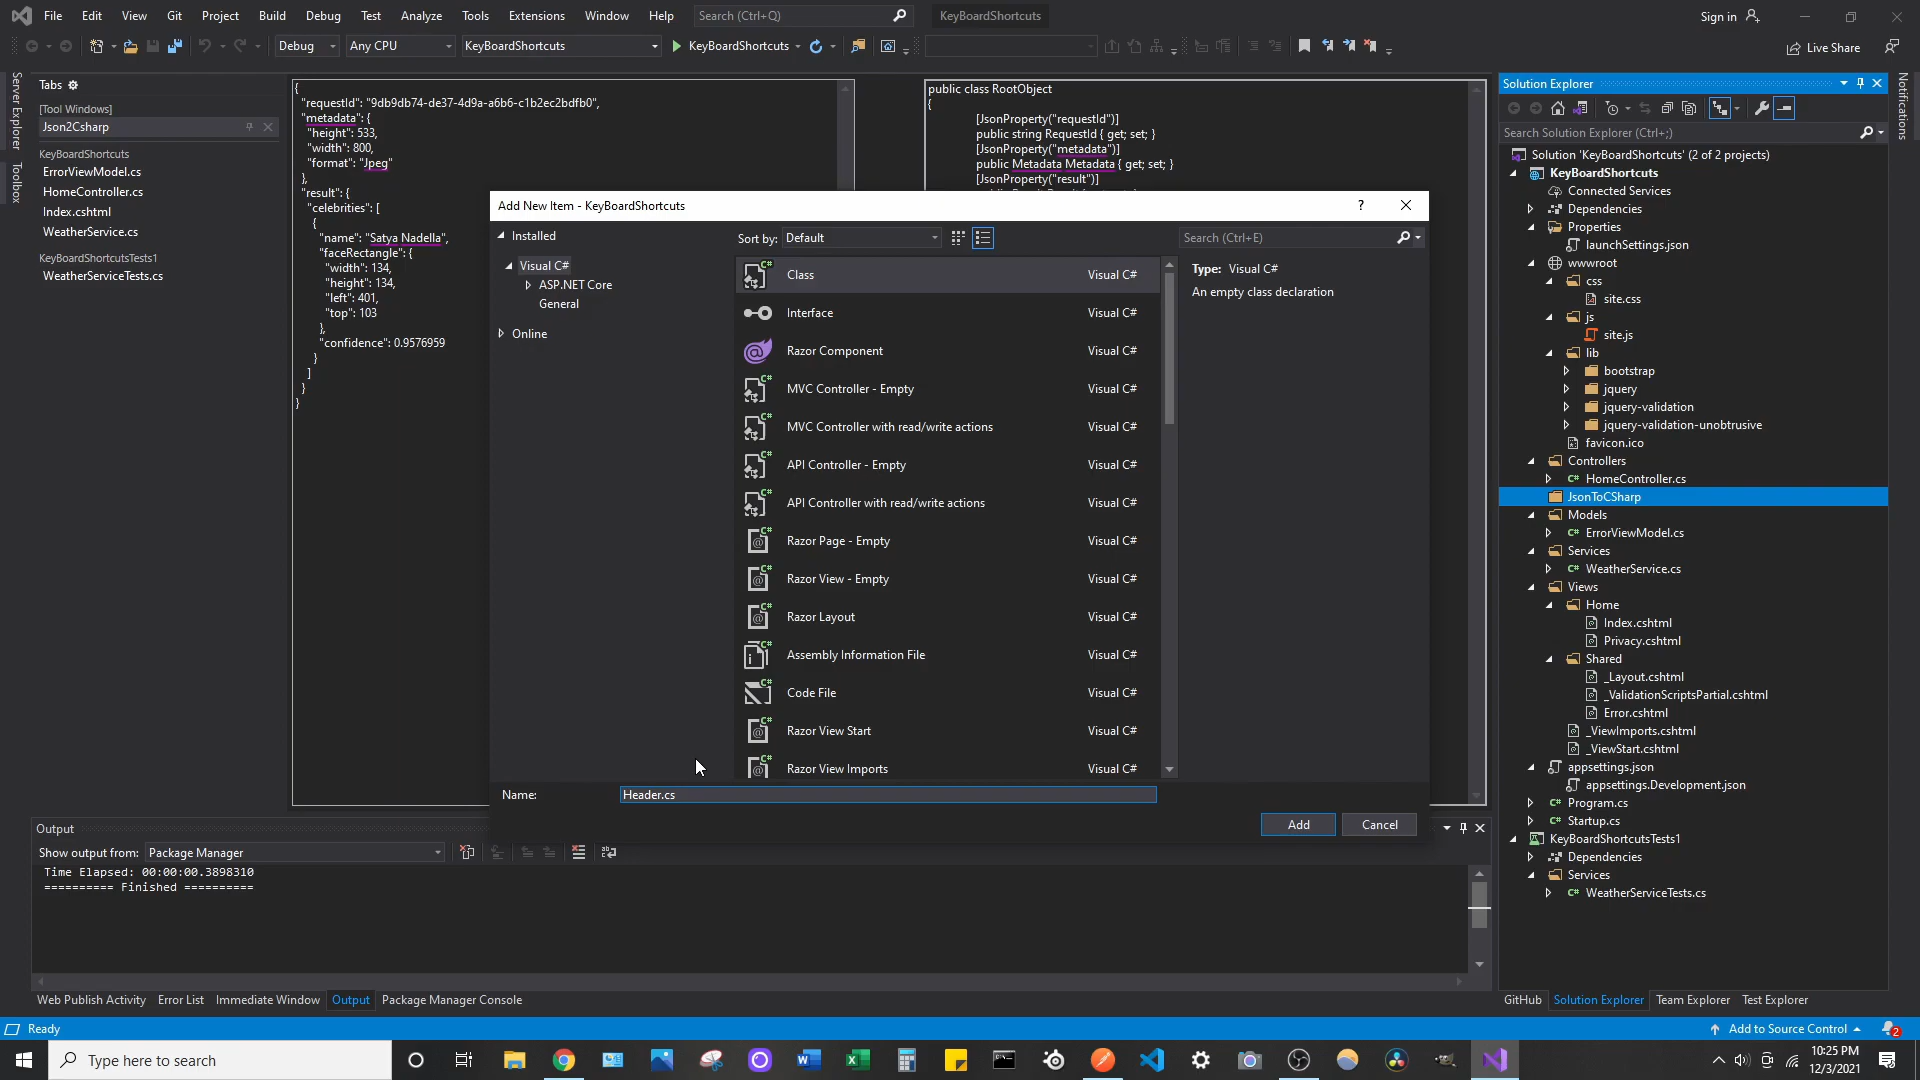 File Edit View Git Project Build Debug Test Analyze Tools Extensions Window Help Search (Ctrl+Q) KeyBoardShortcuts Sign in
Debug Any CPU KeyBoardShortcuts KeyBoardShortcuts Live Share
Server Explorer
Toolbox
Tabs
[Tool Windows]
Json2Csharp
KeyBoardShortcuts
ErrorViewModel.cs
HomeController.cs
Index.cshtml
WeatherService.cs
KeyBoardShortcutsTests1
WeatherServiceTests.cs
{
"requestId": "9db9db74-de37-4d9a-a6b6-c1b2ec2bdfb0",
"metadata": {
"height": 533,
"width": 800,
"format": "Jpeg"
},
"result": {
"celebrities": [
{
"name": "Satya Nadella",
"faceRectangle": {
"width": 134,
"height": 134,
"left": 401,
"top": 103
},
"confidence": 0.9576959
}
]
}
}
public class RootObject
{
[JsonProperty("requestId")]
public string RequestId { get; set; }
[JsonProperty("metadata")]
public Metadata Metadata { get; set; }
[JsonProperty("result")]
Add New Item - KeyBoardShortcuts ?
Installed
Visual C#
ASP.NET Core
General
Online
Sort by: Default
Search (Ctrl+E)
Class Visual C#
Interface Visual C#
Razor Component Visual C#
MVC Controller - Empty Visual C#
MVC Controller with read/write actions Visual C#
API Controller - Empty Visual C#
API Controller with read/write actions Visual C#
Razor Page - Empty Visual C#
Razor View - Empty Visual C#
Razor Layout Visual C#
Assembly Information File Visual C#
Code File Visual C#
Razor View Start Visual C#
Razor View Imports Visual C#
Type: Visual C#
An empty class declaration
Name: Header.cs
Add Cancel
Solution Explorer
Search Solution Explorer (Ctrl+;)
Solution 'KeyBoardShortcuts' (2 of 2 projects)
KeyBoardShortcuts
Connected Services
Dependencies
Properties
launchSettings.json
wwwroot
css
site.css
js
site.js
lib
bootstrap
jquery
jquery-validation
jquery-validation-unobtrusive
favicon.ico
Controllers
C# HomeController.cs
JsonToCSharp
Models
C# ErrorViewModel.cs
Services
C# WeatherService.cs
Views
Home
Index.cshtml
Privacy.cshtml
Shared
_Layout.cshtml
_ValidationScriptsPartial.cshtml
Error.cshtml
_ViewImports.cshtml
_ViewStart.cshtml
appsettings.json
appsettings.Development.json
C# Program.cs
C# Startup.cs
KeyBoardShortcutsTests1
Dependencies
Services
C# WeatherServiceTests.cs
Notifications
Output
Show output from: Package Manager
Time Elapsed: 00:00:00.3898310
========== Finished ==========
Web Publish Activity Error List Immediate Window Output Package Manager Console
GitHub Solution Explorer Team Explorer Test Explorer
Ready Add to Source Control 2
Type here to search
10:25 PM
12/3/2021